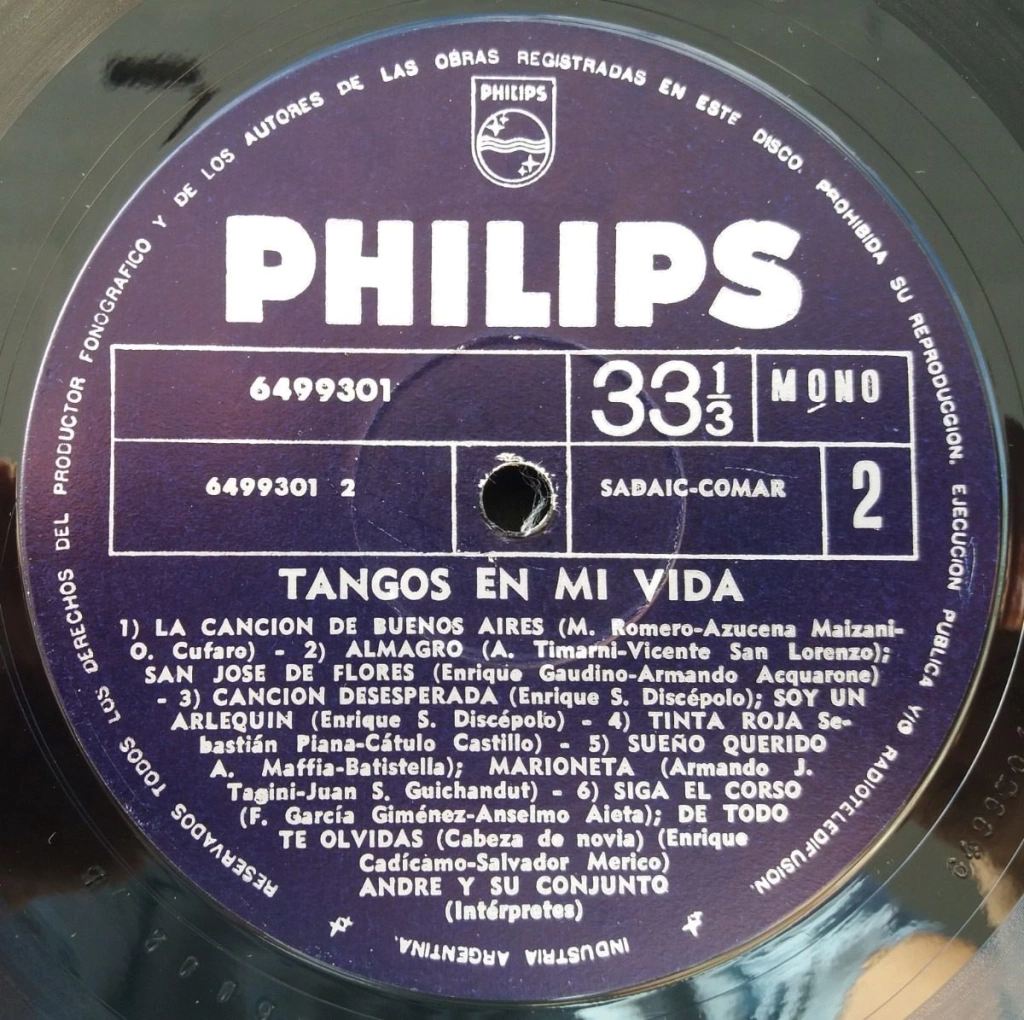 RESERVADOS TODOS LOS DERECHOS DEL PRODUCTOR FONOGRAFICO Y DE LOS AUTORES DE LAS OBRAS REGISTRADAS EN ESTE DISCO. PROHIBIDA SU REPRODUCCION. EJECUCION PUBLICA Y/O RADIOTELEDIFUSION.
PHILIPS
PHILIPS
6499301
33 1/3
MONO
6499301 2
SADAIC-COMAR
2
TANGOS EN MI VIDA
1) LA CANCION DE BUENOS AIRES (M. Romero-Azucena Maizani-
O. Cufaro) - 2) ALMAGRO (A. Timarni-Vicente San Lorenzo);
SAN JOSE DE FLORES (Enrique Gaudino-Armando Acquarone)
- 3) CANCION DESESPERADA (Enrique S. Discépolo); SOY UN
ARLEQUIN (Enrique S. Discépolo) - 4) TINTA ROJA Se-
bastián Piana-Cátulo Castillo) - 5) SUEÑO QUERIDO
A. Maffia-Batistella); MARIONETA (Armando J.
Tagini-Juan S. Guichandut) - 6) SIGA EL CORSO
(F. García Giménez-Anselmo Aieta); DE TODO
TE OLVIDAS (Cabeza de novia) (Enrique
Cadícamo-Salvador Merico)
ANDRE Y SU CONJUNTO
(Intérpretes)
INDUSTRIA ARGENTINA.